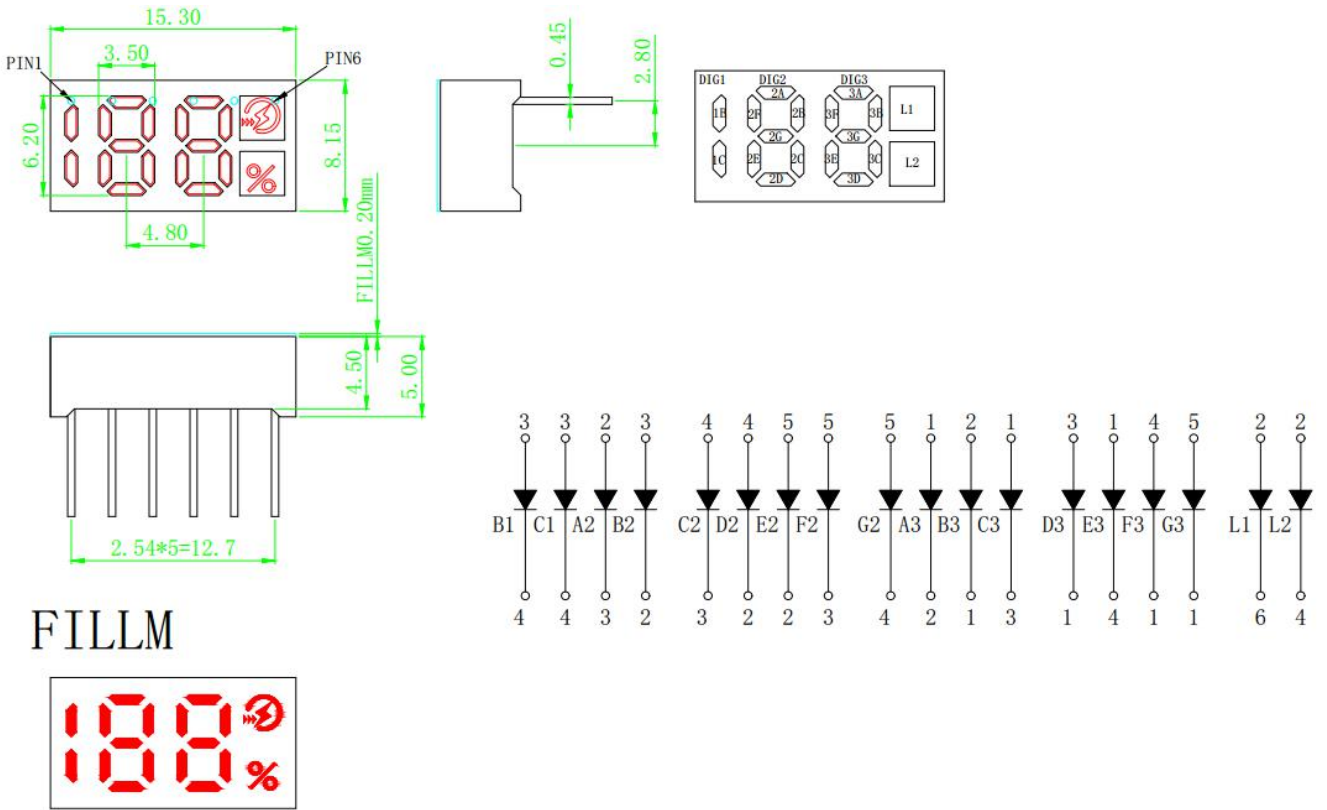 15.30
PIN1
3.50
PIN6
6.20
8.15
%
4.80
0.45
2.80
DIG1 DIG2 DIG3
2A 3A
1B 2F 2B 3F 3B L1
2G 3G
1C 2E 2C 3E 3C L2
2D 3D
FILLM0.20mm
4.50
5.00
2.54*5=12.7
3 3 2 3 4 4 5 5 5 1 2 1 3 1 4 5 2 2
B1 C1 A2 B2 C2 D2 E2 F2 G2 A3 B3 C3 D3 E3 F3 G3 L1 L2
4 4 3 2 3 2 2 3 4 2 1 3 1 4 1 1 6 4
FILLM
188
%